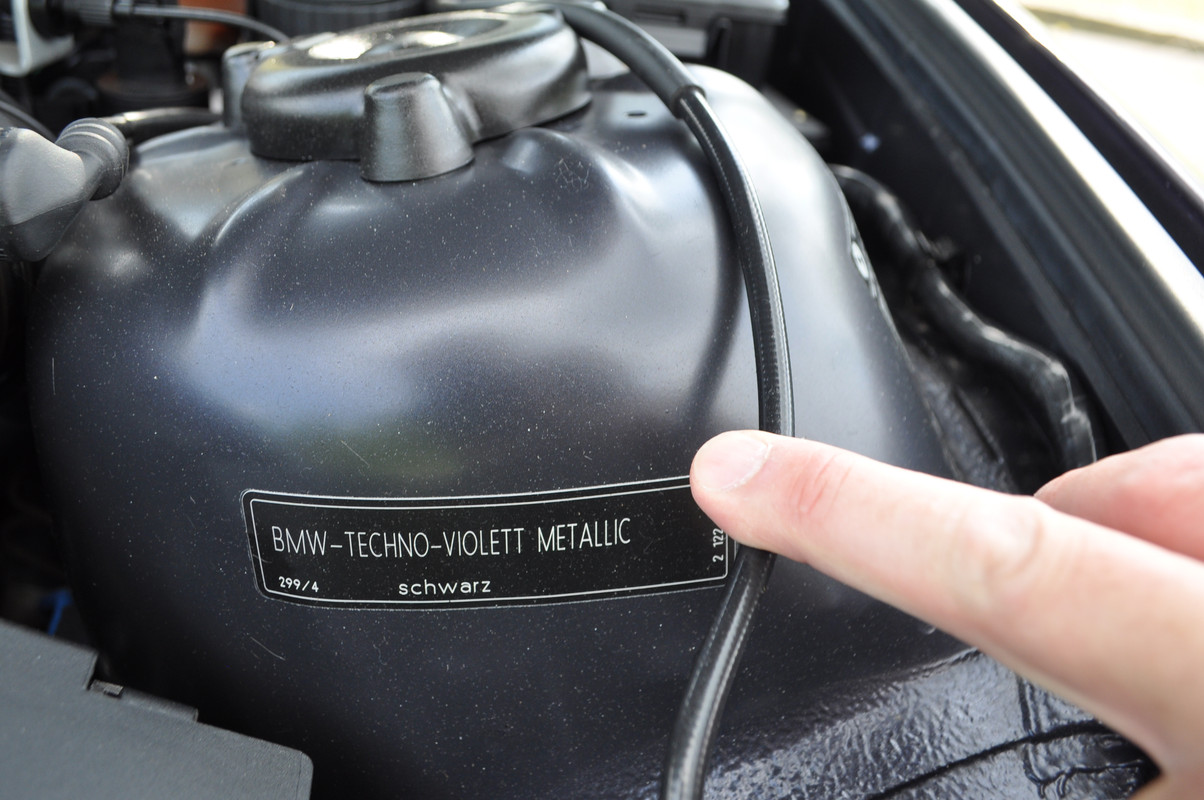 BMW-TECHNO-VIOLETT METALLIC
299/4 schwarz
2 122